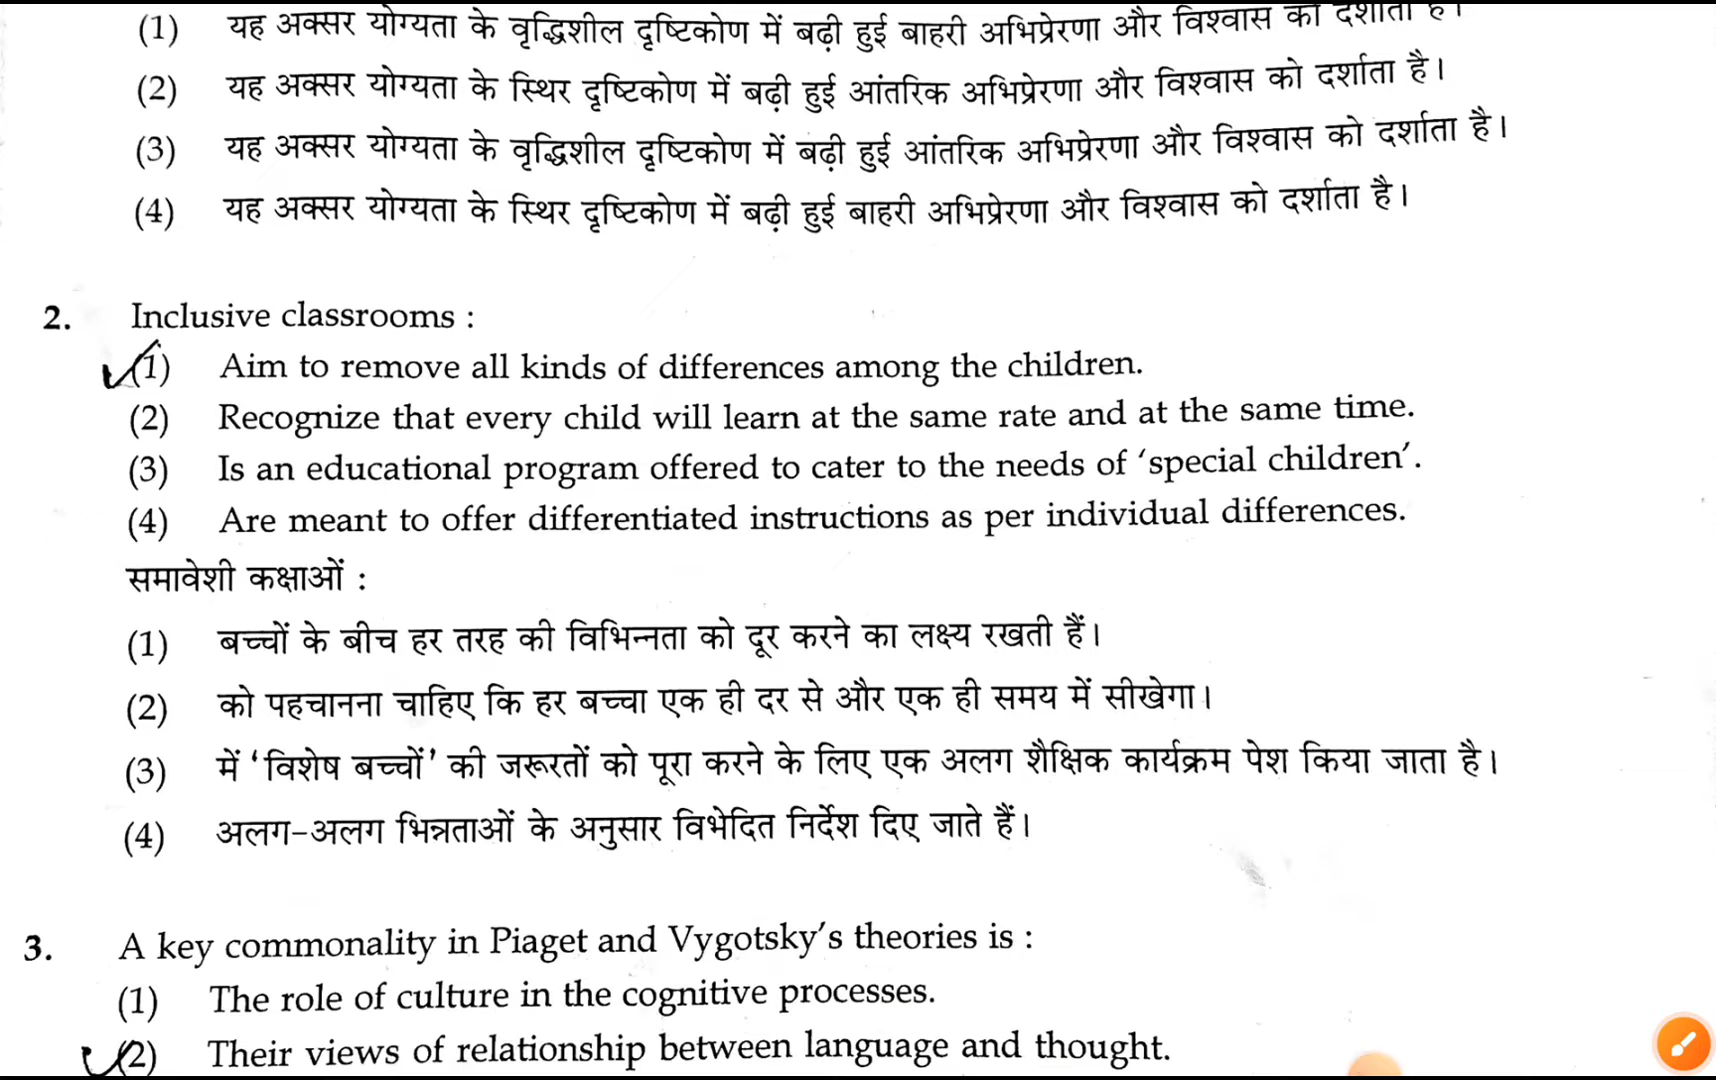 (1) यह अक्सर योग्यता के वृद्धिशील दृष्टिकोण में बढ़ी हुई बाहरी अभिप्रेरणा और विश्वास को दर्शाता है।
(2) यह अक्सर योग्यता के स्थिर दृष्टिकोण में बढ़ी हुई आंतरिक अभिप्रेरणा और विश्वास को दर्शाता है।
(3) यह अक्सर योग्यता के वृद्धिशील दृष्टिकोण में बढ़ी हुई आंतरिक अभिप्रेरणा और विश्वास को दर्शाता है।
(4) यह अक्सर योग्यता के स्थिर दृष्टिकोण में बढ़ी हुई बाहरी अभिप्रेरणा और विश्वास को दर्शाता है।
2. Inclusive classrooms :
(1) Aim to remove all kinds of differences among the children.
(2) Recognize that every child will learn at the same rate and at the same time.
(3) Is an educational program offered to cater to the needs of ‘special children’.
(4) Are meant to offer differentiated instructions as per individual differences.
समावेशी कक्षाओं :
(1) बच्चों के बीच हर तरह की विभिन्नता को दूर करने का लक्ष्य रखती हैं।
(2) को पहचानना चाहिए कि हर बच्चा एक ही दर से और एक ही समय में सीखेगा।
(3) में ‘विशेष बच्चों’ की जरूरतों को पूरा करने के लिए एक अलग शैक्षिक कार्यक्रम पेश किया जाता है।
(4) अलग-अलग भिन्नताओं के अनुसार विभेदित निर्देश दिए जाते हैं।
3. A key commonality in Piaget and Vygotsky’s theories is :
(1) The role of culture in the cognitive processes.
(2) Their views of relationship between language and thought.